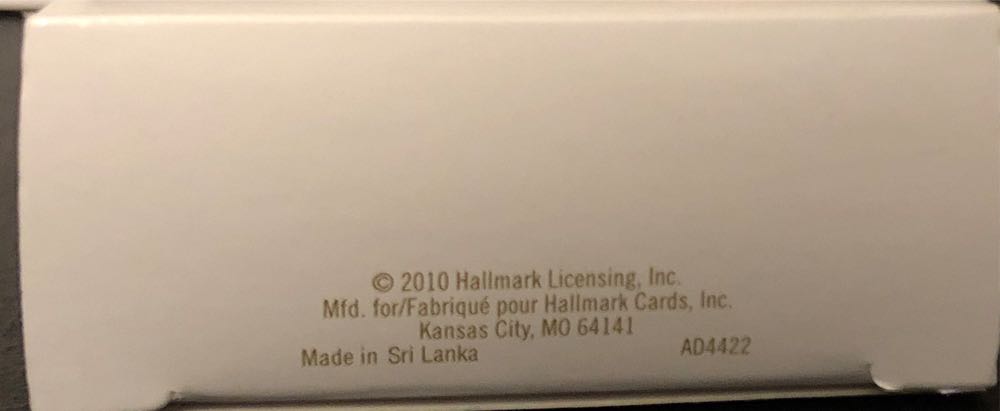 © 2010 Hallmark Licensing, Inc.
Mfd. for/Fabriqué pour Hallmark Cards, Inc.
Kansas City, MO 64141
Made in Sri Lanka AD4422